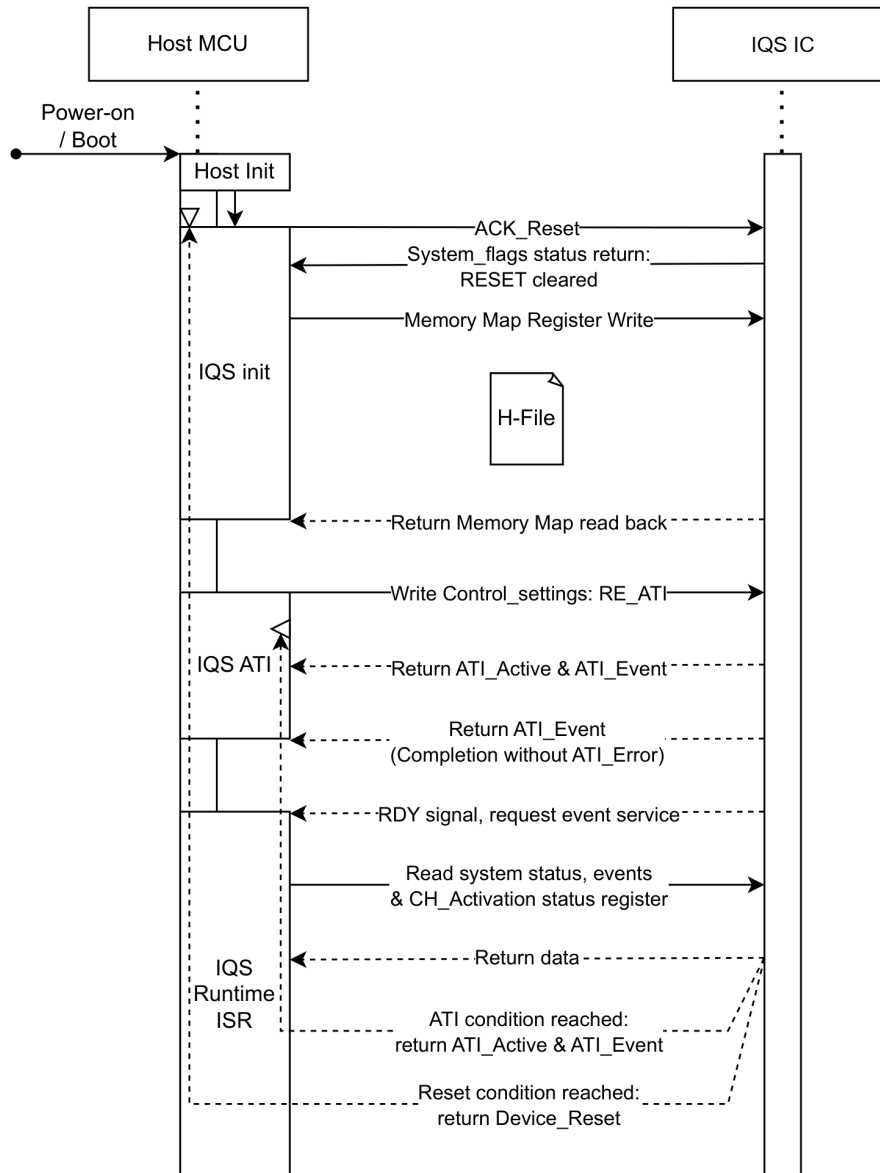 Host MCU
IQS IC
Power-on
/ Boot
Host Init
ACK_Reset
System_flags status return:
RESET cleared
Memory Map Register Write
IQS init
H-File
Return Memory Map read back
Write Control_settings: RE_ATI
IQS ATI
Return ATI_Active & ATI_Event
Return ATI_Event
(Completion without ATI_Error)
RDY signal, request event service
Read system status, events
& CH_Activation status register
Return data
IQS
Runtime
ISR
ATI condition reached:
return ATI_Active & ATI_Event
Reset condition reached:
return Device_Reset